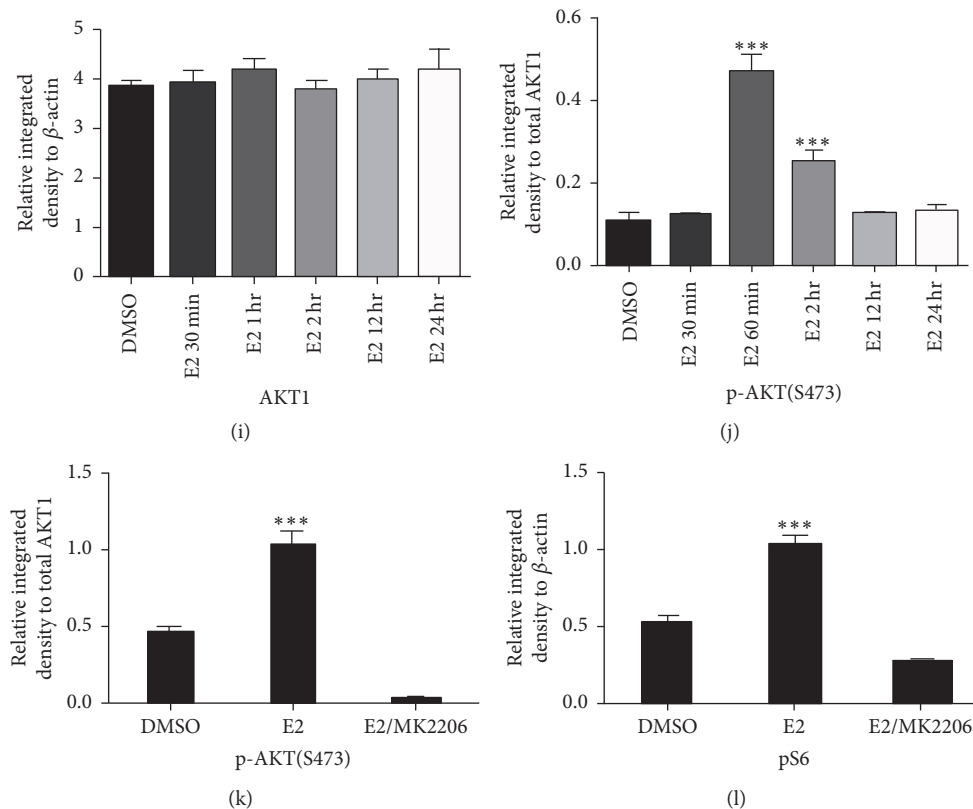 Relative integrated
density to β-actin
5
4
3
2
1
0
DMSO
E2 30 min
E2 1 hr
E2 2 hr
E2 12 hr
E2 24 hr
AKT1
(i)
Relative integrated
density to total AKT1
0.6
0.4
0.2
0.0
***
***
DMSO
E2 30 min
E2 60 min
E2 2 hr
E2 12 hr
E2 24 hr
p-AKT(S473)
(j)
Relative integrated
density to total AKT1
1.5
1.0
0.5
0.0
***
DMSO
E2
E2/MK2206
p-AKT(S473)
(k)
Relative integrated
density to β-actin
1.5
1.0
0.5
0.0
***
DMSO
E2
E2/MK2206
pS6
(l)